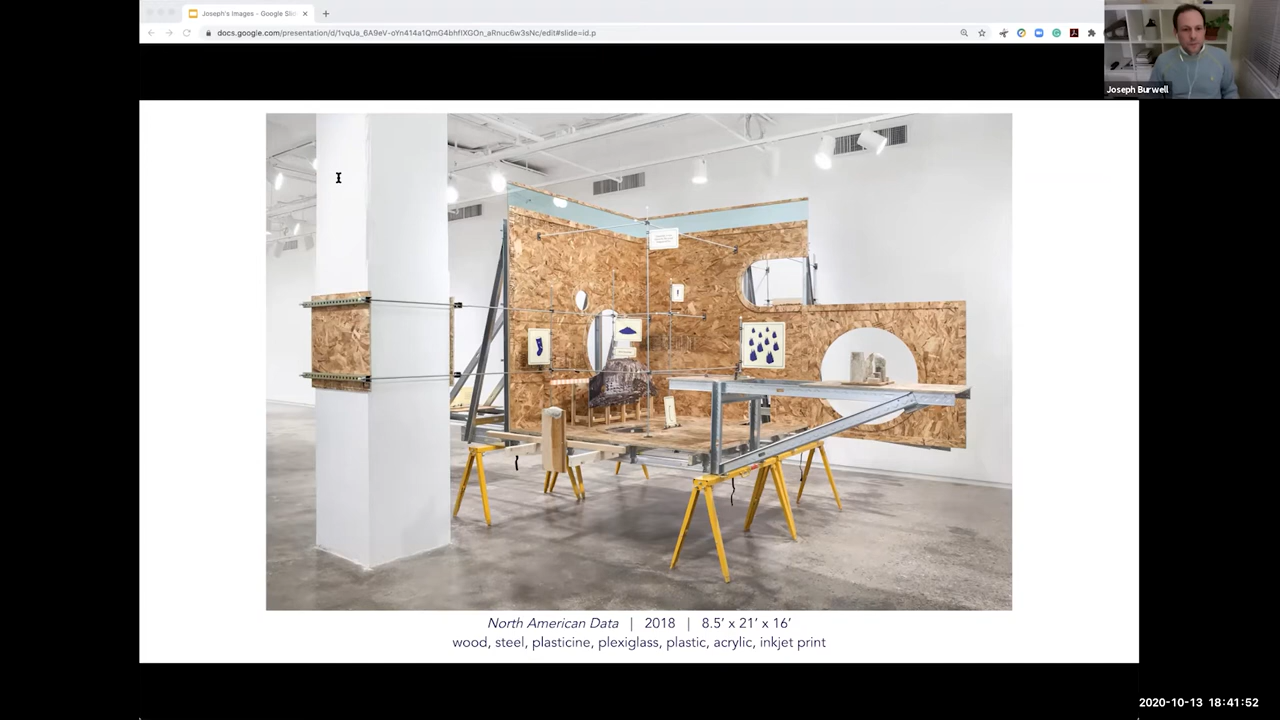 Joseph's Images - Google Sli
docs.google.com/presentation/d/1vqUa_6A9eV-oYn414a1QmG4bhfIXGOn_aRnuc6w3sNc/edit#slide=id.p
Joseph Burwell
North American Data | 2018 | 8.5' x 21' x 16'
wood, steel, plasticine, plexiglass, plastic, acrylic, inkjet print
2020-10-13 18:41:52